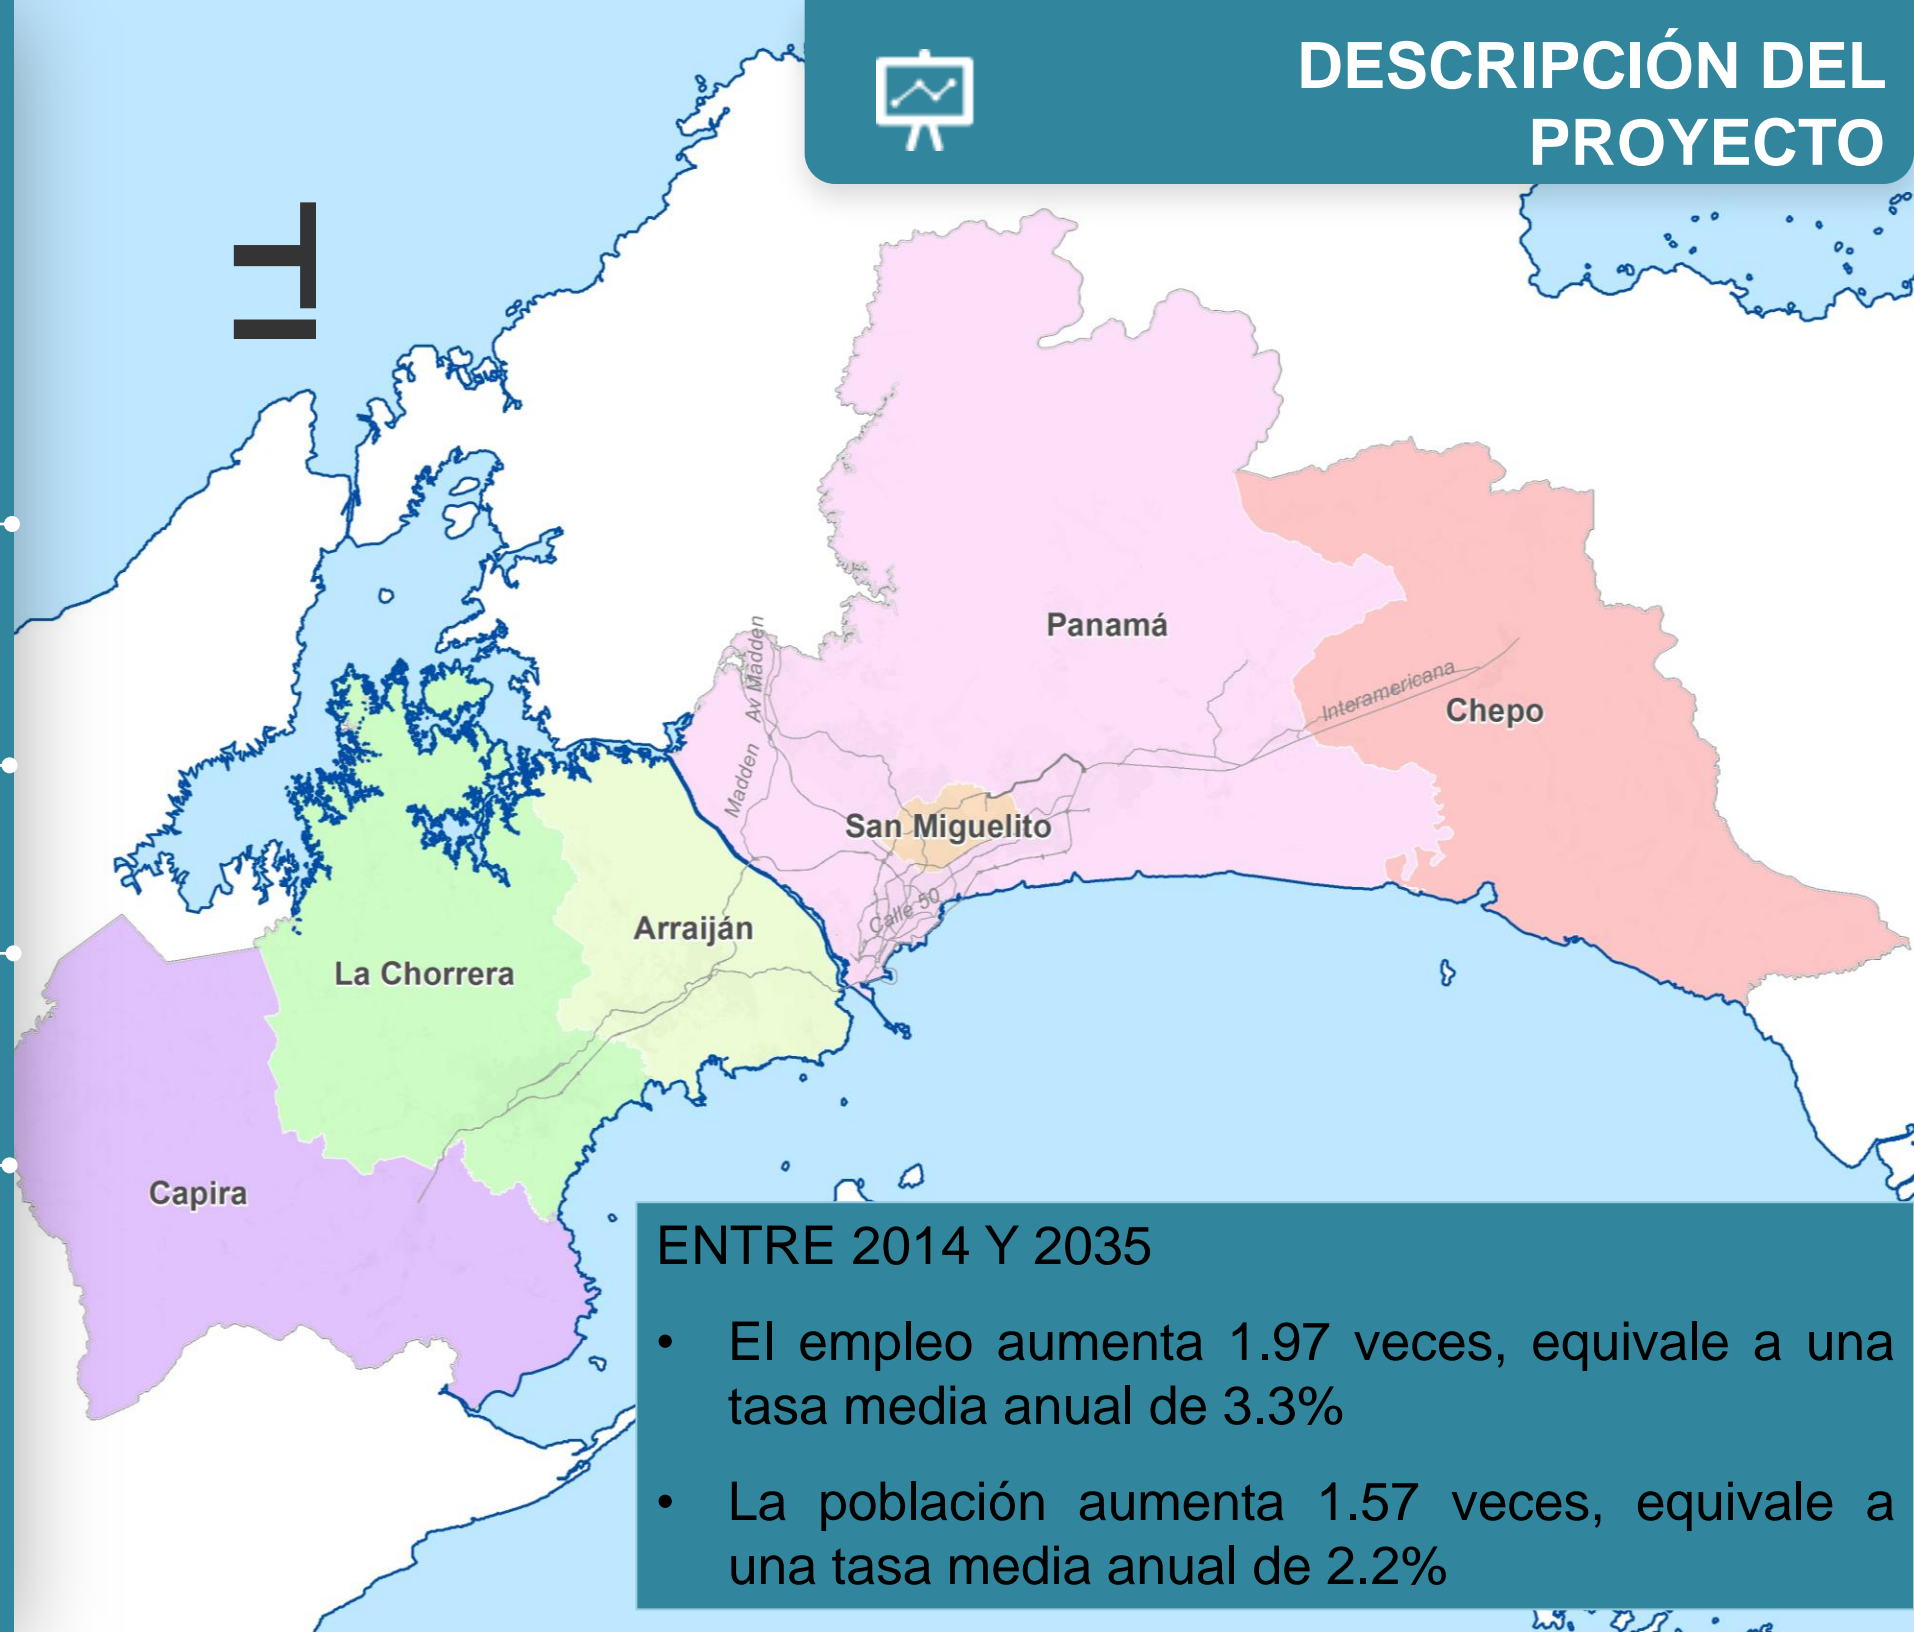 DESCRIPCIÓN DEL
PROYECTO
Panamá
Av Madden
Interamericana
Chepo
Madden
San Miguelito
Calle 50
Arraiján
La Chorrera
Capira
ENTRE 2014 Y 2035
• El empleo aumenta 1.97 veces, equivale a una
tasa media anual de 3.3%
• La población aumenta 1.57 veces, equivale a
una tasa media anual de 2.2%